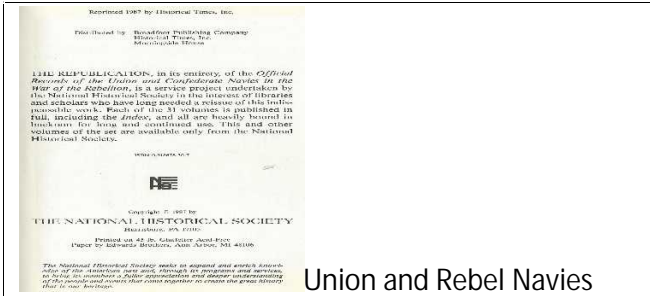 Reprinted 1987 by Historical Times, Inc.
Distributed by Broadfoot Publishing Company
Historical Times, Inc.
Morningside House
THE REPUBLICATION, in its entirety, of the Official
Records of the Union and Confederate Navies in the
War of the Rebellion, is a service project undertaken by
the National Historical Society in the interest of libraries
and scholars who have long needed a reissue of this indis-
pensable work. Each of the 31 volumes is published in
full, including the Index, and all are heavily bound in
buckram for long and continued use. This and other
volumes of the set are available only from the National
Historical Society.
Copyright © 1987 by
THE NATIONAL HISTORICAL SOCIETY
Harrisburg, PA 17105
Printed on 45 lb. Glatfelter Acid-Free
Paper by Edwards Brothers, Ann Arbor, MI 48106
The National Historical Society seeks to expand and enrich knowl-
edge of the American past and, through its programs and services,
to bring its members a fuller appreciation and deeper understanding
of the people and events that come together to create the great history
that is our heritage.
Union and Rebel Navies